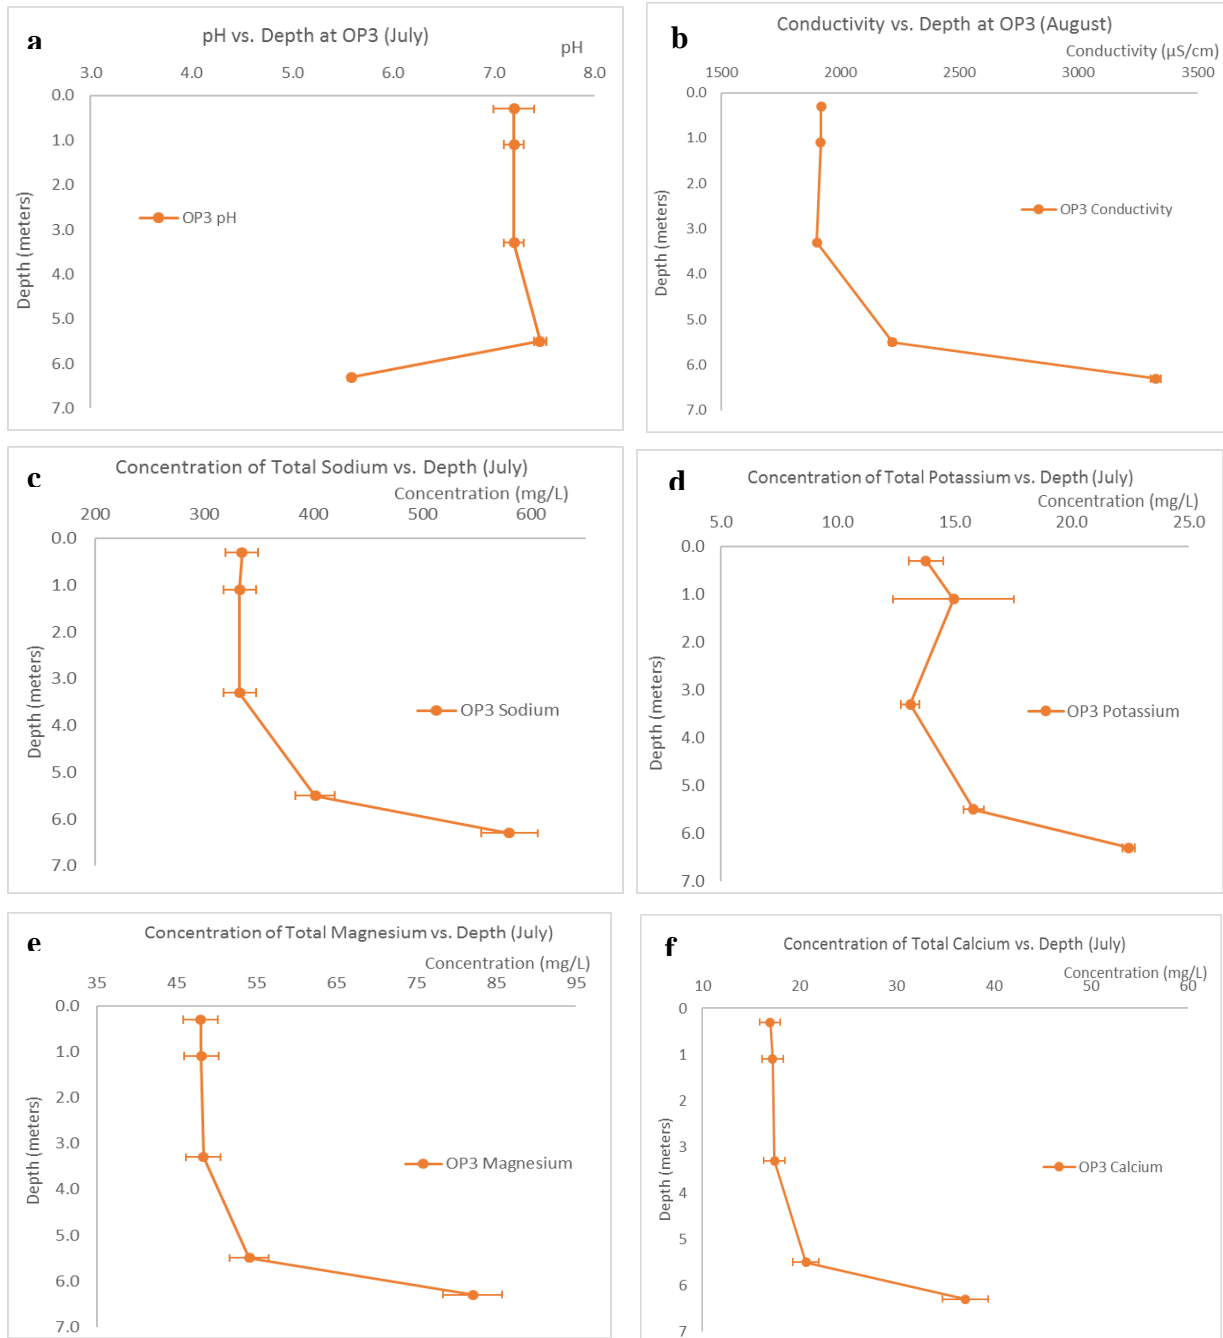 a
pH vs. Depth at OP3 (July)
pH
3.0 4.0 5.0 6.0 7.0 8.0
0.0
1.0
2.0
3.0
4.0
5.0
6.0
7.0
Depth (meters)
OP3 pH
b
Conductivity vs. Depth at OP3 (August)
Conductivity (µS/cm)
1500 2000 2500 3000 3500
0.0
1.0
2.0
3.0
4.0
5.0
6.0
7.0
Depth (meters)
OP3 Conductivity
c
Concentration of Total Sodium vs. Depth (July)
Concentration (mg/L)
200 300 400 500 600
0.0
1.0
2.0
3.0
4.0
5.0
6.0
7.0
Depth (meters)
OP3 Sodium
d
Concentration of Total Potassium vs. Depth (July)
Concentration (mg/L)
5.0 10.0 15.0 20.0 25.0
0.0
1.0
2.0
3.0
4.0
5.0
6.0
7.0
Depth (meters)
OP3 Potassium
e
Concentration of Total Magnesium vs. Depth (July)
Concentration (mg/L)
35 45 55 65 75 85 95
0.0
1.0
2.0
3.0
4.0
5.0
6.0
7.0
Depth (meters)
OP3 Magnesium
f
Concentration of Total Calcium vs. Depth (July)
Concentration (mg/L)
10 20 30 40 50 60
0
1
2
3
4
5
6
7
Depth (meters)
OP3 Calcium